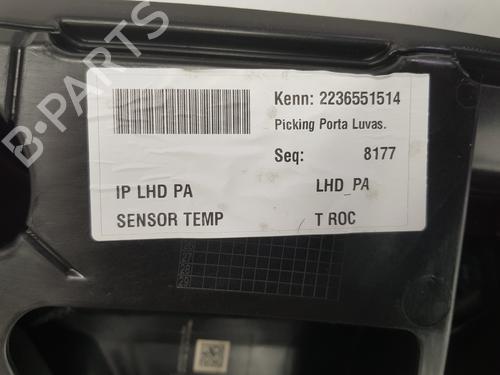 B-PARTS
Kenn: 2236551514
Picking Porta Luvas.
Seq: 8177
IP LHD PA LHD_PA
SENSOR TEMP T ROC